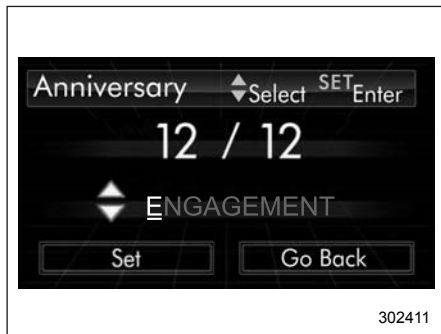 Anniversary Select SET Enter
12 / 12
ENGAGEMENT
Set Go Back
302411